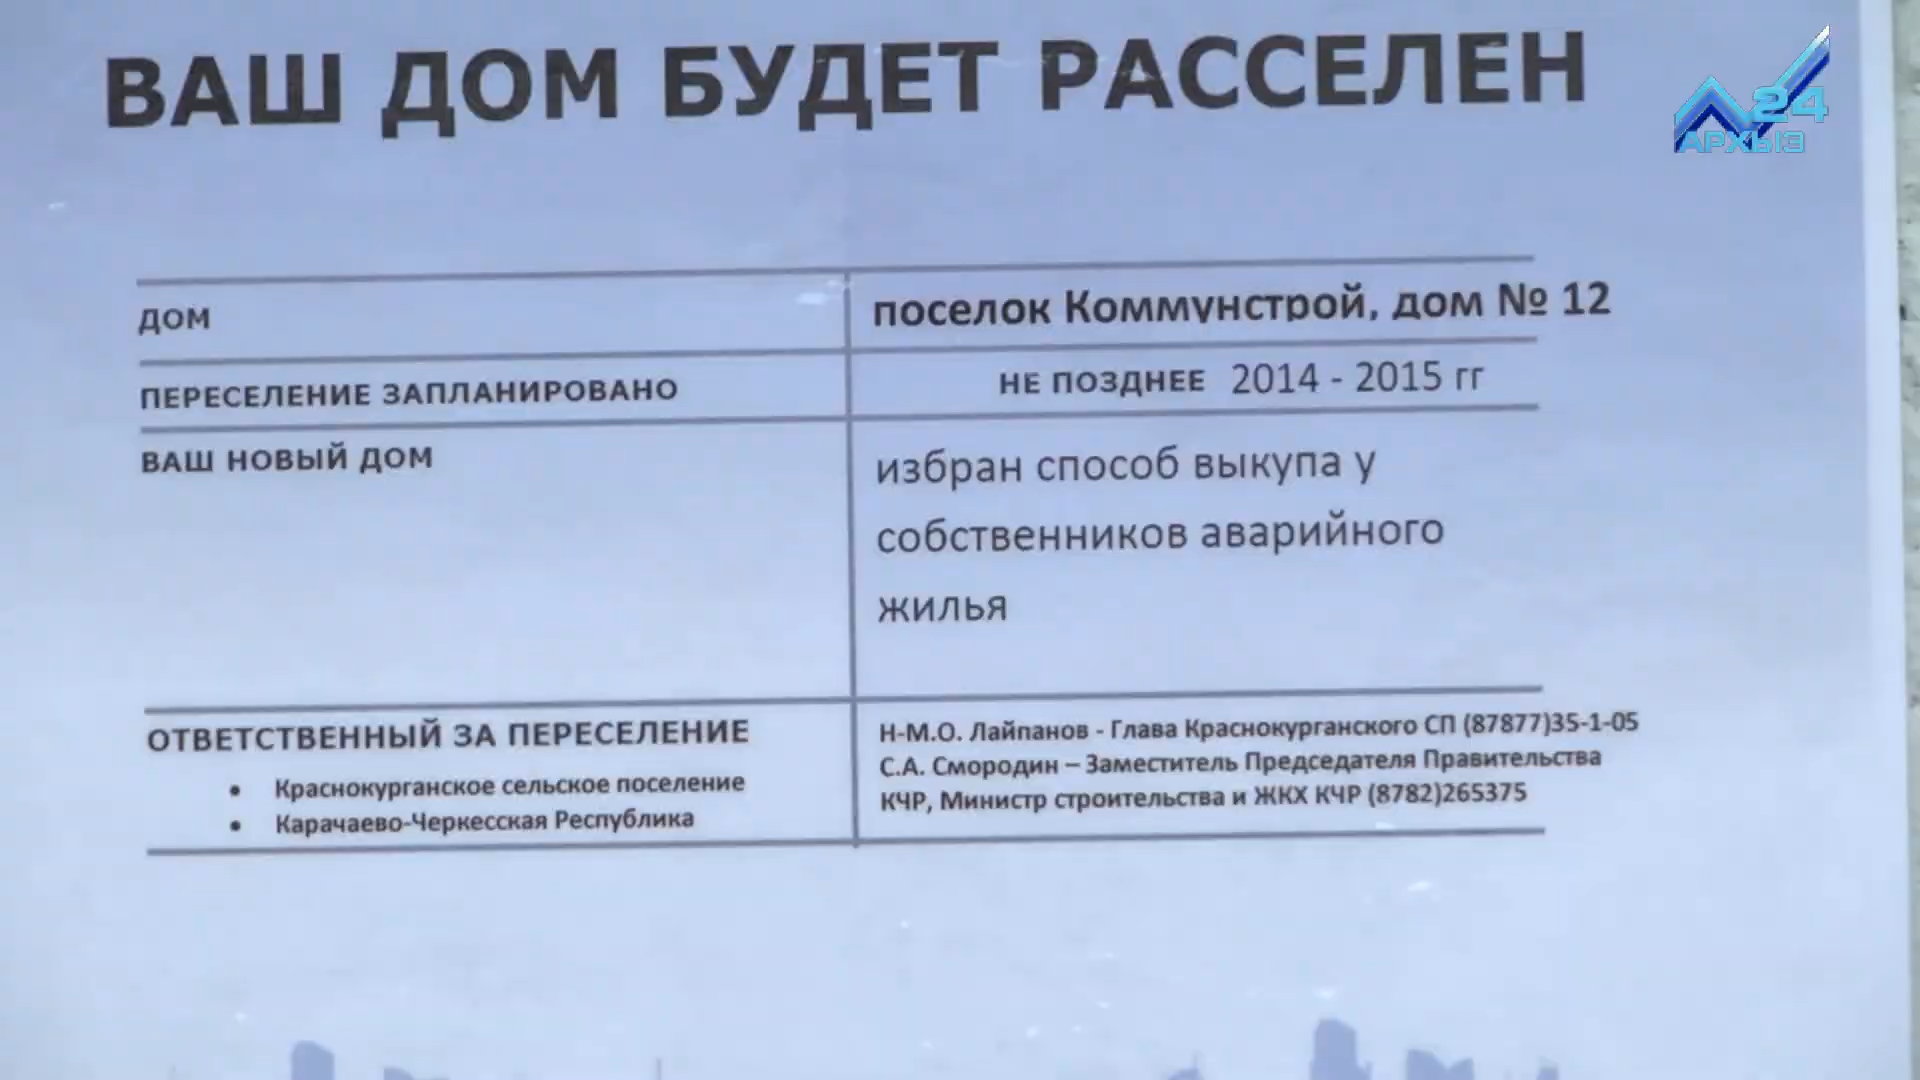 ВАШ ДОМ БУДЕТ РАССЕЛЕН
24
АРХЫЗ
ДОМ
поселок Коммунстрой, дом № 12
ПЕРЕСЕЛЕНИЕ ЗАПЛАНИРОВАНО
НЕ ПОЗДНЕЕ 2014 - 2015 гг
ВАШ НОВЫЙ ДОМ
избран способ выкупа у
собственников аварийного
жилья
ОТВЕТСТВЕННЫЙ ЗА ПЕРЕСЕЛЕНИЕ
• Краснокурганское сельское поселение
• Карачаево-Черкесская Республика
Н-М.О. Лайпанов - Глава Краснокурганского СП (87877)35-1-05
С.А. Смородин – Заместитель Председателя Правительства
КЧР, Министр строительства и ЖКХ КЧР (8782)265375